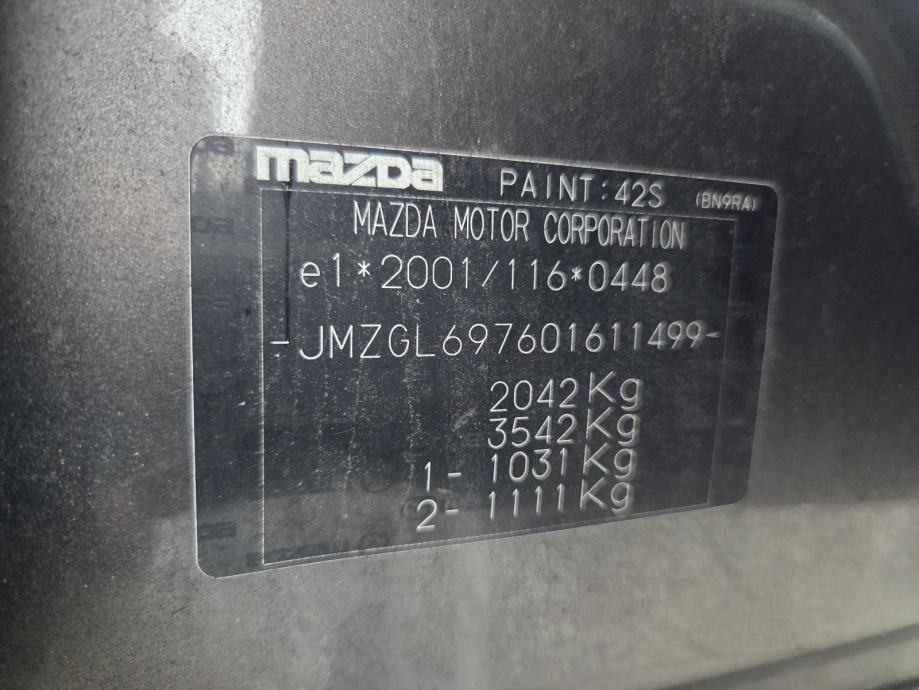 mazda PAINT:42S (BN9RA)
MAZDA MOTOR CORPORATION
e1*2001/116*0448
-JMZGL697601611499-
2042Kg
3542Kg
1- 1031Kg
2- 1111Kg